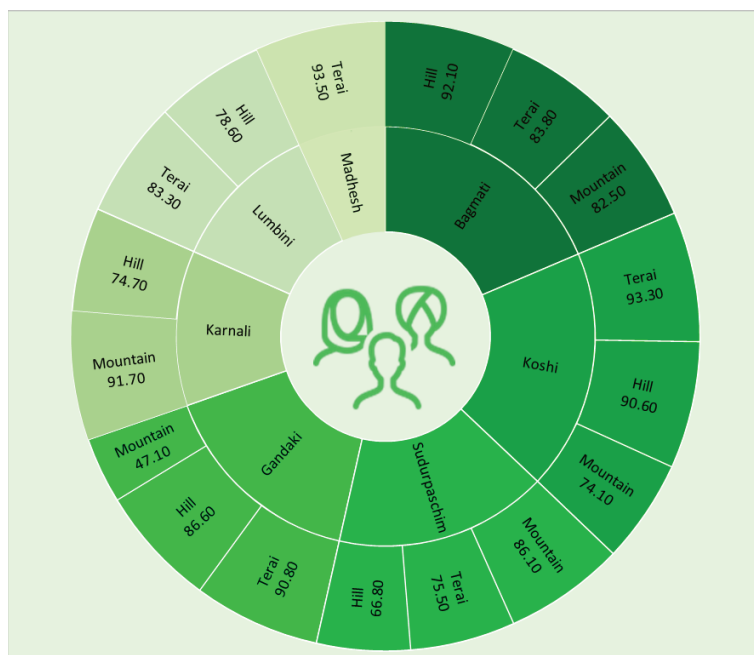 Bagmati
Hill
92.10
Terai
83.80
Mountain
82.50
Koshi
Terai
93.30
Hill
90.60
Mountain
74.10
Sudurpaschim
Mountain
86.10
Terai
75.50
Hill
66.80
Gandaki
Terai
90.80
Hill
86.60
Mountain
47.10
Karnali
Mountain
91.70
Hill
74.70
Lumbini
Terai
83.30
Hill
78.60
Madhesh
Terai
93.50